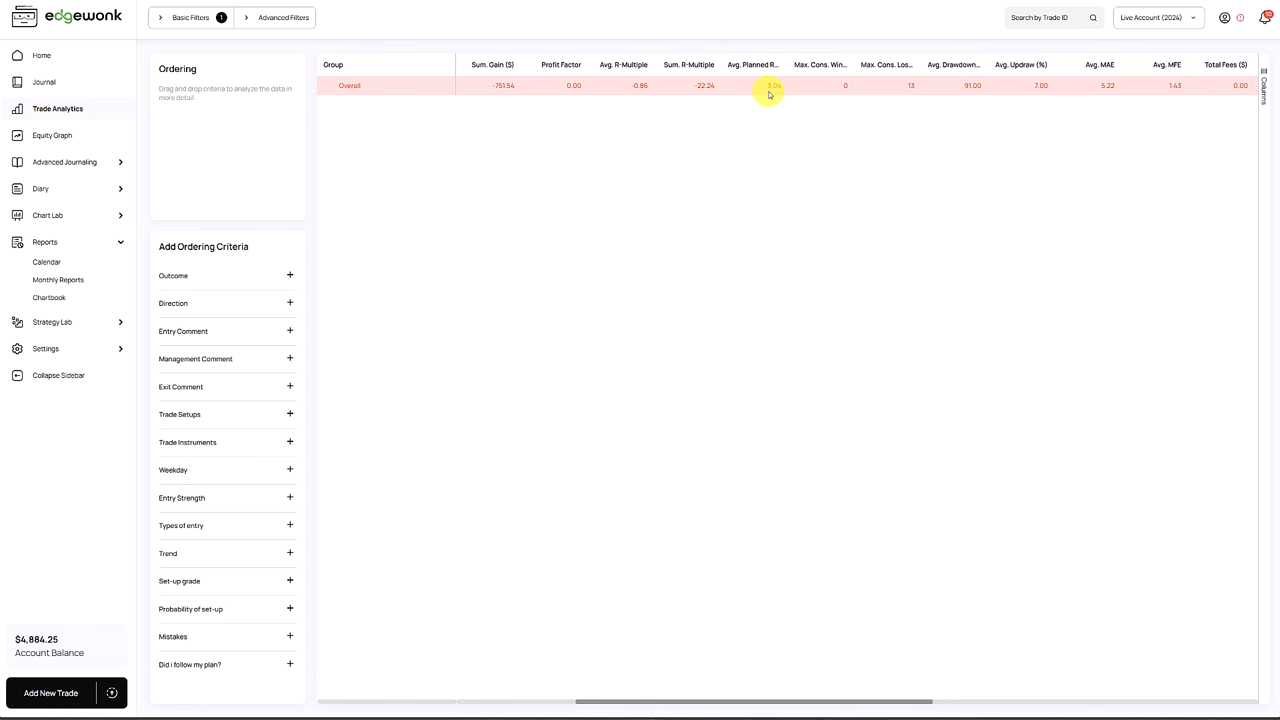 edgewonk
Basic Filters 1 Advanced Filters
Search by Trade ID
Live Account (2024)
Home
Journal
Trade Analytics
Equity Graph
Advanced Journaling
Diary
Chart Lab
Reports
Calendar
Monthly Reports
Chartbook
Strategy Lab
Settings
Collapse Sidebar
$4,884.25
Account Balance
Add New Trade
Ordering
Drag and drop criteria to analyze the data in
more detail.
Add Ordering Criteria
Outcome
Direction
Entry Comment
Management Comment
Exit Comment
Trade Setups
Trade Instruments
Weekday
Entry Strength
Types of entry
Trend
Set-up grade
Probability of set-up
Mistakes
Did i follow my plan?
Group Sum. Gain ($) Profit Factor Avg. R-Multiple Sum. R-Multiple Avg. Planned R... Max. Cons. Win... Max. Cons. Los... Avg. Drawdown... Avg. Updraw (%) Avg. MAE Avg. MFE Total Fees ($)
Overall -751.54 0.00 -0.86 -22.24 3.04 0 13 91.00 7.00 5.22 1.43 0.00
Columns